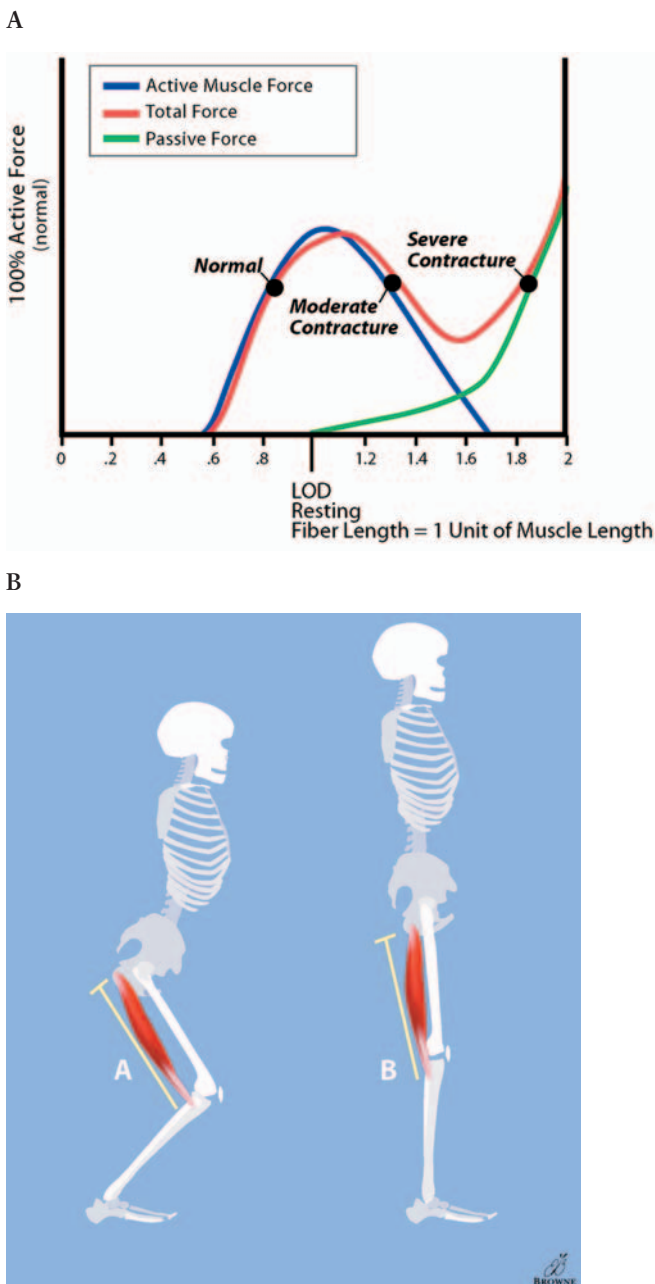 A
Active Muscle Force
Total Force
Passive Force
100% Active Force
(normal)
Normal
Moderate
Contracture
Severe
Contracture
0 .2 .4 .6 .8 1.2 1.4 1.6 1.8 2
LOD
Resting
Fiber Length = 1 Unit of Muscle Length
B
A
B
BROWNE